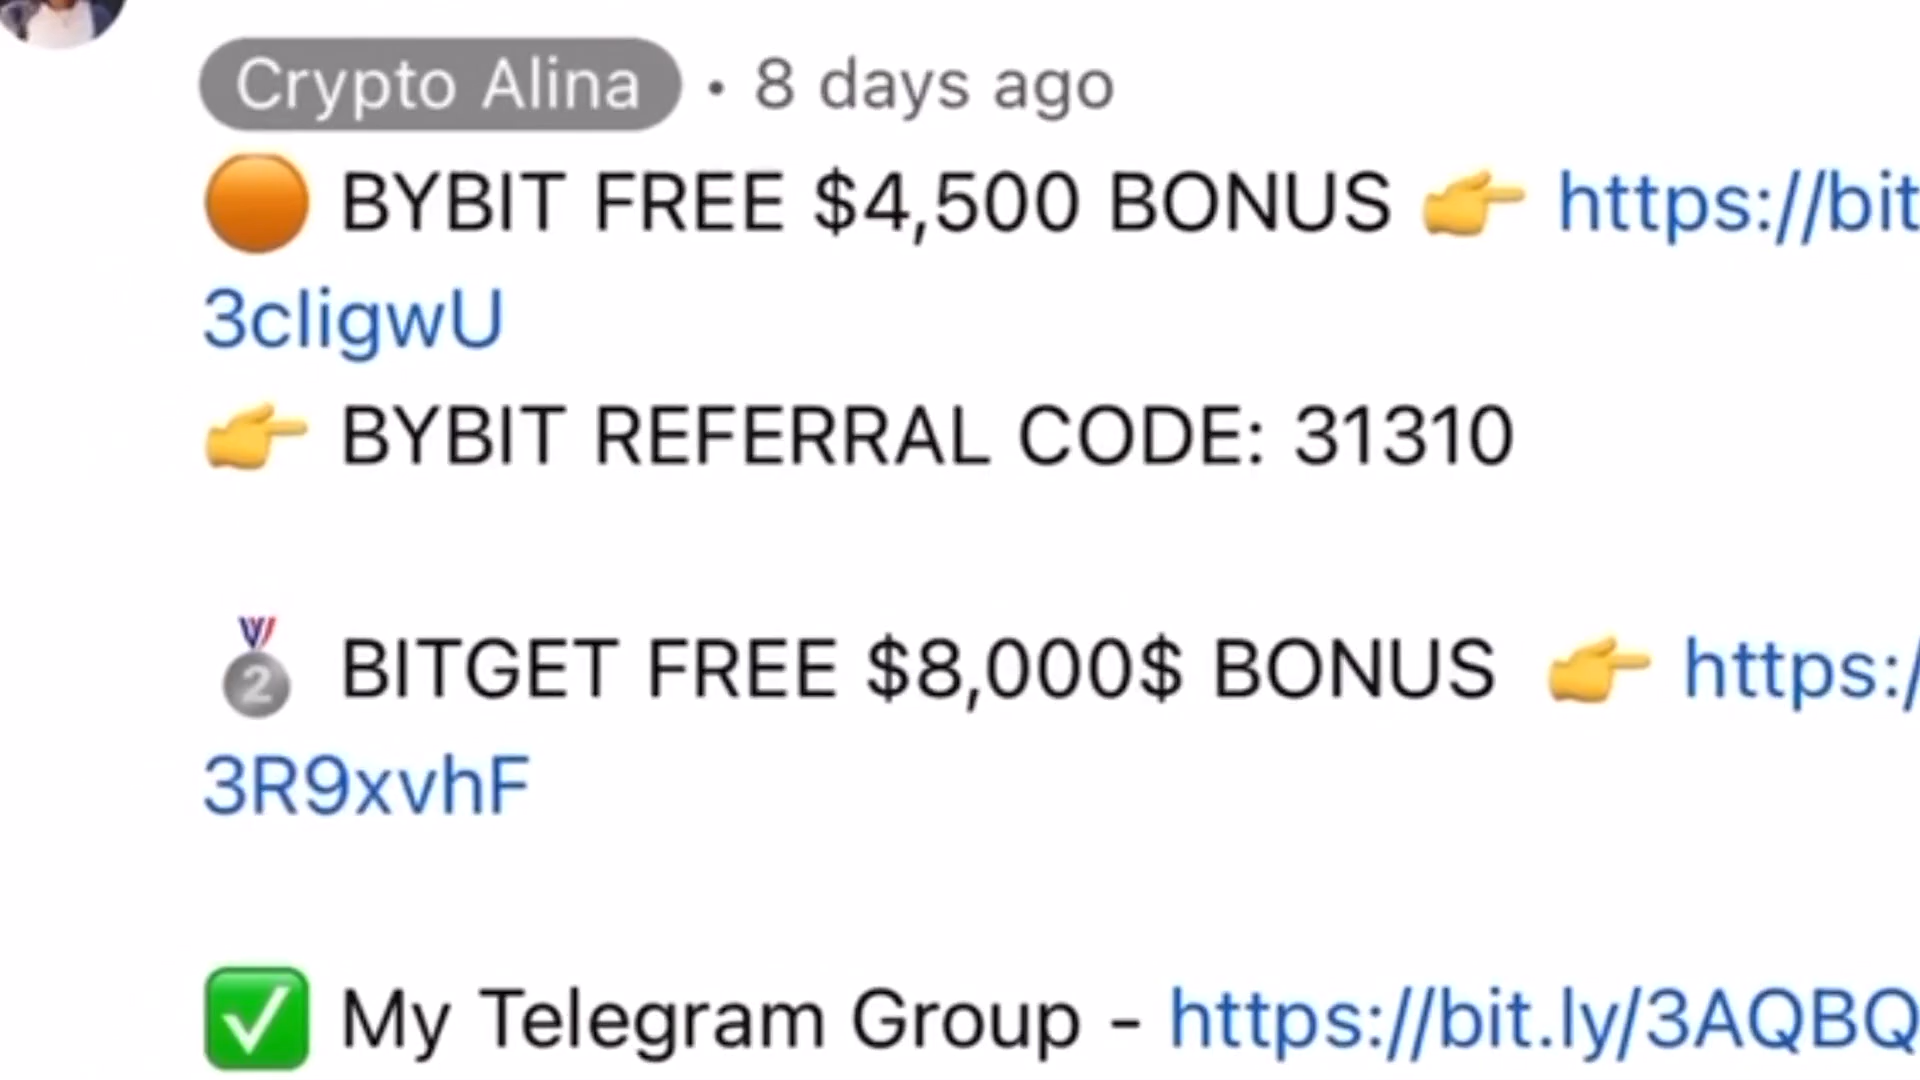 Crypto Alina • 8 days ago
BYBIT FREE $4,500 BONUS 👉 https://bit
3cligwU
👉 BYBIT REFERRAL CODE: 31310
BITGET FREE $8,000$ BONUS 👉 https:/
3R9xvhF
✅ My Telegram Group - https://bit.ly/3AQBQ